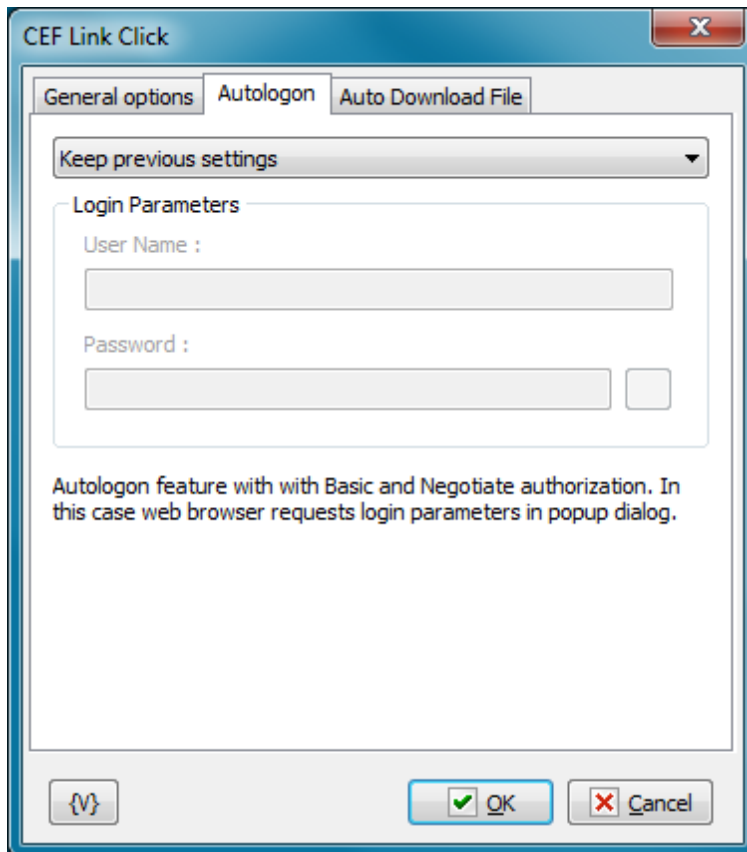 CEF Link Click
General options Autologon Auto Download File
Keep previous settings
Login Parameters
User Name :
Password :
Autologon feature with with Basic and Negotiate authorization. In
this case web browser requests login parameters in popup dialog.
{V} OK Cancel